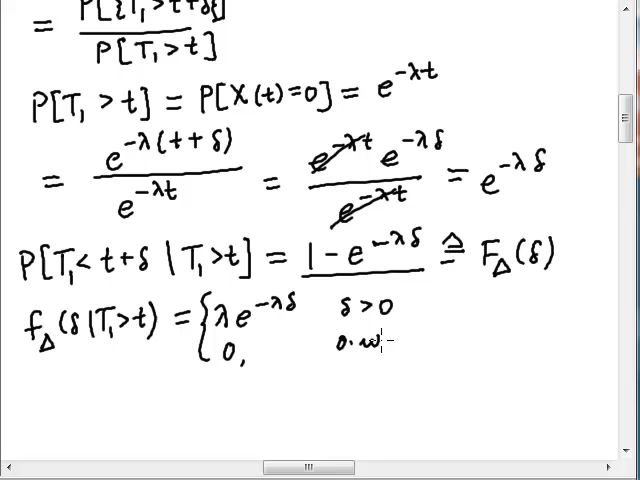 = P[{T₁>t+δ}] / P[T₁>t]
P[T₁>t] = P[X(t)=0] = e^{-λt}
= e^{-λ(t+δ)} / e^{-λt} = e^{-λt} e^{-λδ} / e^{-λt} = e^{-λδ}
P[T₁< t+δ | T₁>t] = 1 - e^{-λδ} ≜ F_Δ(δ)
f_Δ(δ|T₁>t) = { λe^{-λδ} δ>0
0, o.w